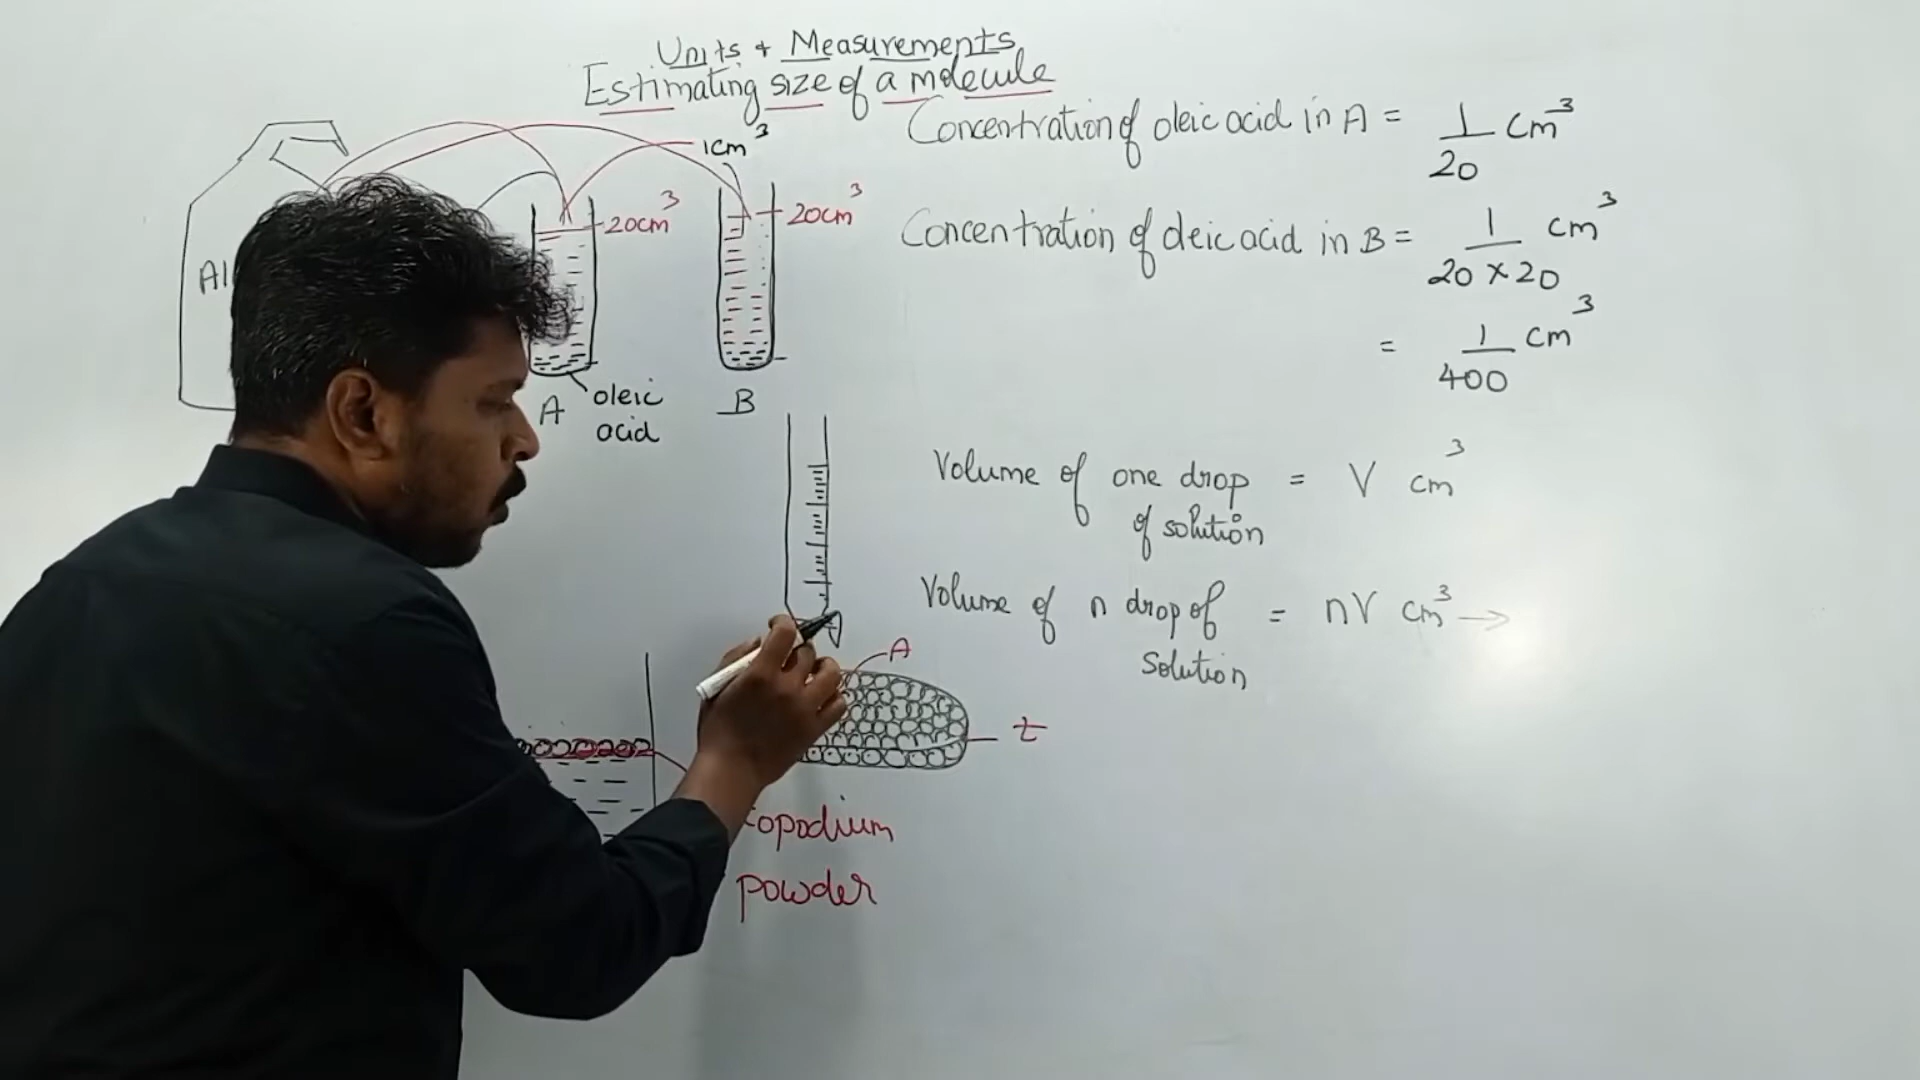 Units + Measurements
Estimating size of a molecule
1cm³
20cm³
20cm³
Al
A
oleic
acid
B
A
t
copodium
powder
Concentration of oleic acid in A = 1/20 cm³
Concentration of oleic acid in B = 1/20 × 20 cm³
= 1/400 cm³
Volume of one drop = V cm³
of solution
Volume of n drop of = nV cm³ →
Solution